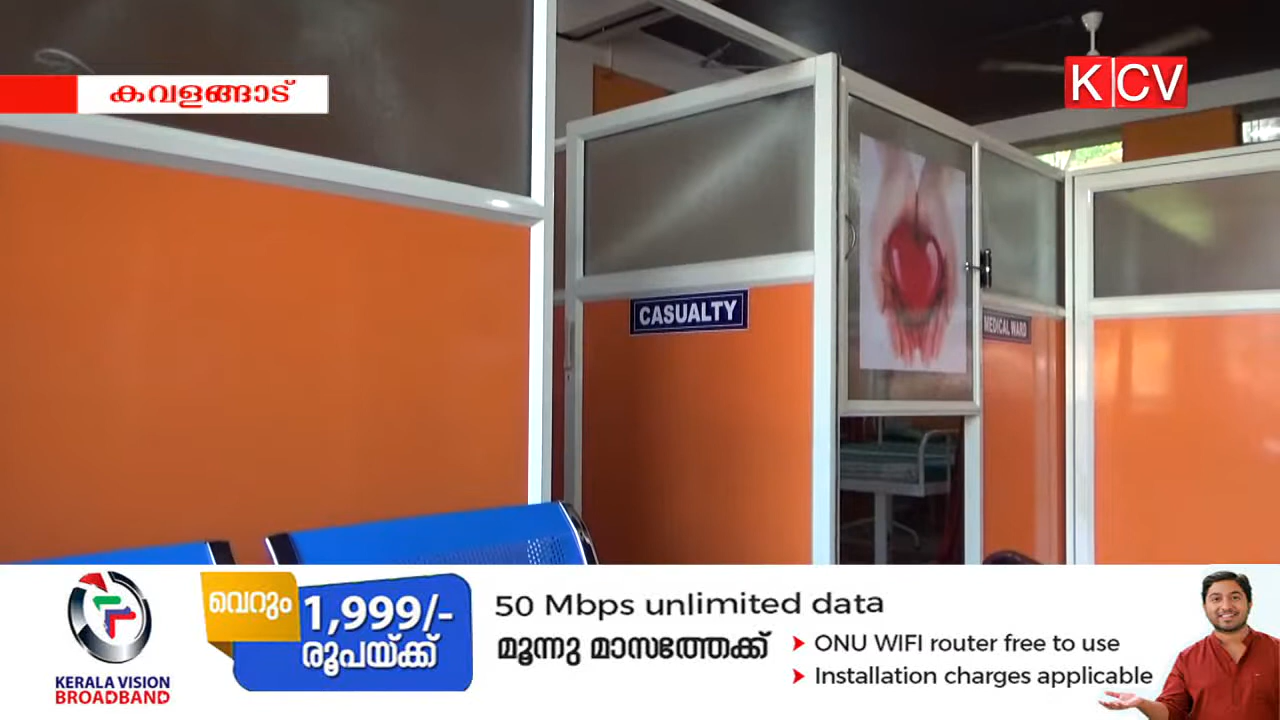 കവളങ്ങാട്
K CV
CASUALTY
MEDICAL WARD
വെറും
1,999/-
രൂപയ്ക്ക്
50 Mbps unlimited data
മൂന്നു മാസത്തേക്ക്
ONU WIFI router free to use
Installation charges applicable
KERALA VISION
BROADBAND